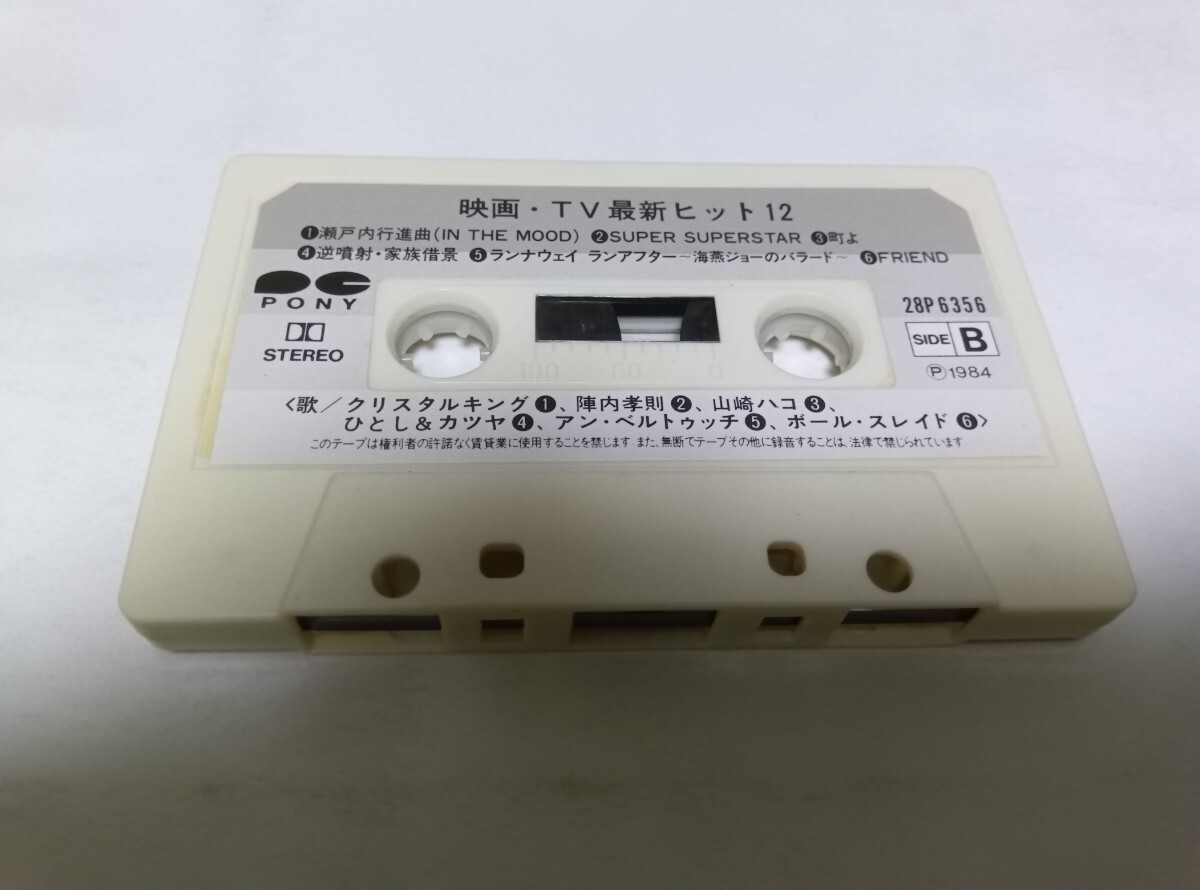 映画・TV最新ヒット12
❶瀬戸内行進曲(IN THE MOOD) ❷SUPER SUPERSTAR ❸町よ
❹逆噴射・家族借景 ❺ランナウェイ ランアフター～海燕ジョーのバラード～ ❻FRIEND
PONY
28P6356
STEREO
SIDE B
Ⓟ1984
100 50 0
〈歌／クリスタルキング❶、陣内孝則❷、山崎ハコ❸、
ひとし&カツヤ❹、アン・ベルトゥッチ❺、ポール・スレイド❻〉
このテープは権利者の許諾なく賃貸業に使用することを禁じます また、無断でテープその他に録音することは、法律で禁じられています